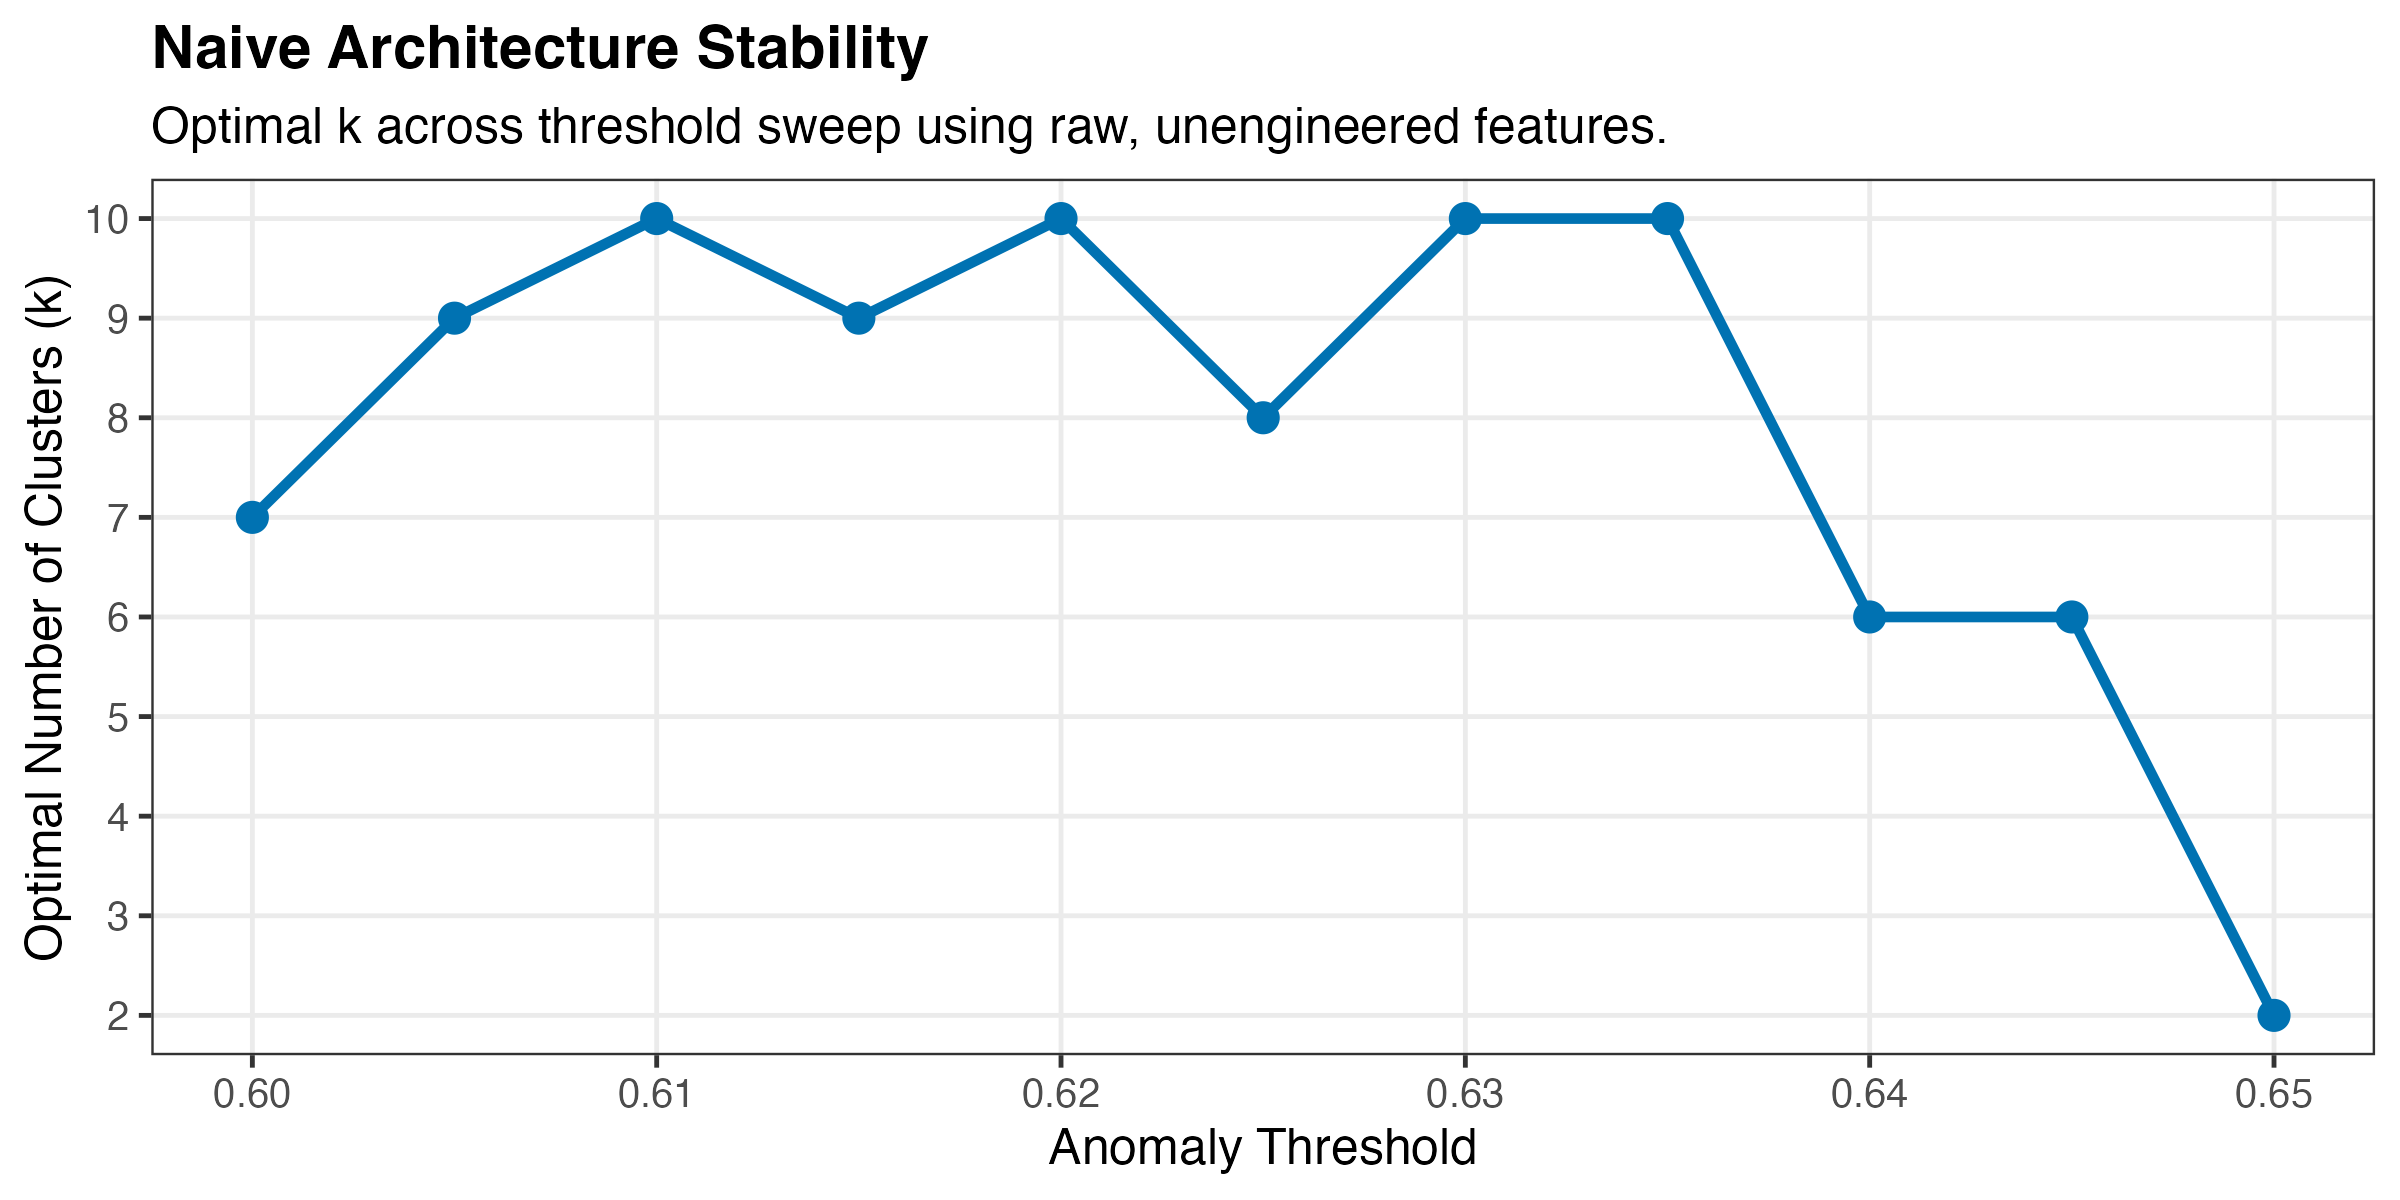 Naive Architecture Stability
Optimal k across threshold sweep using raw, unengineered features.
Optimal Number of Clusters (k)
10
9
8
7
6
5
4
3
2
0.60 0.61 0.62 0.63 0.64 0.65
Anomaly Threshold